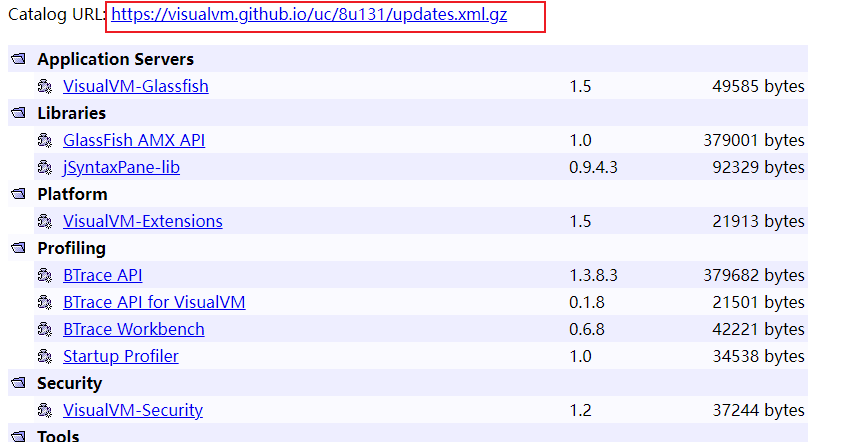 Catalog URL: https://visualvm.github.io/uc/8u131/updates.xml.gz
Application Servers
VisualVM-Glassfish 1.5 49585 bytes
Libraries
GlassFish AMX API 1.0 379001 bytes
jSyntaxPane-lib 0.9.4.3 92329 bytes
Platform
VisualVM-Extensions 1.5 21913 bytes
Profiling
BTrace API 1.3.8.3 379682 bytes
BTrace API for VisualVM 0.1.8 21501 bytes
BTrace Workbench 0.6.8 42221 bytes
Startup Profiler 1.0 34538 bytes
Security
VisualVM-Security 1.2 37244 bytes
Tools